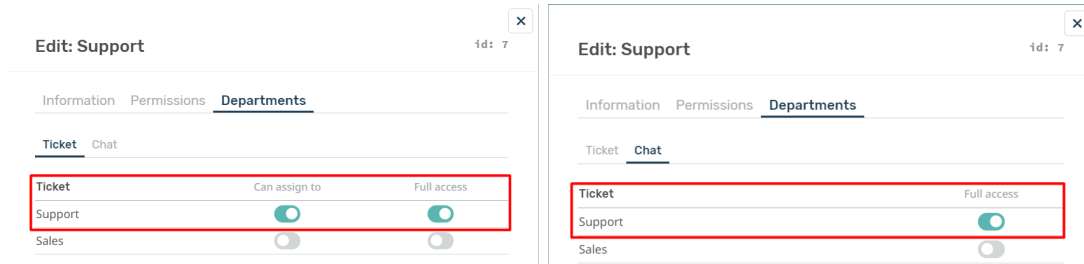 ×
Edit: Support
id: 7
Information Permissions Departments
Ticket Chat
Ticket Can assign to Full access
Support
Sales
×
Edit: Support
id: 7
Information Permissions Departments
Ticket Chat
Ticket Full access
Support
Sales